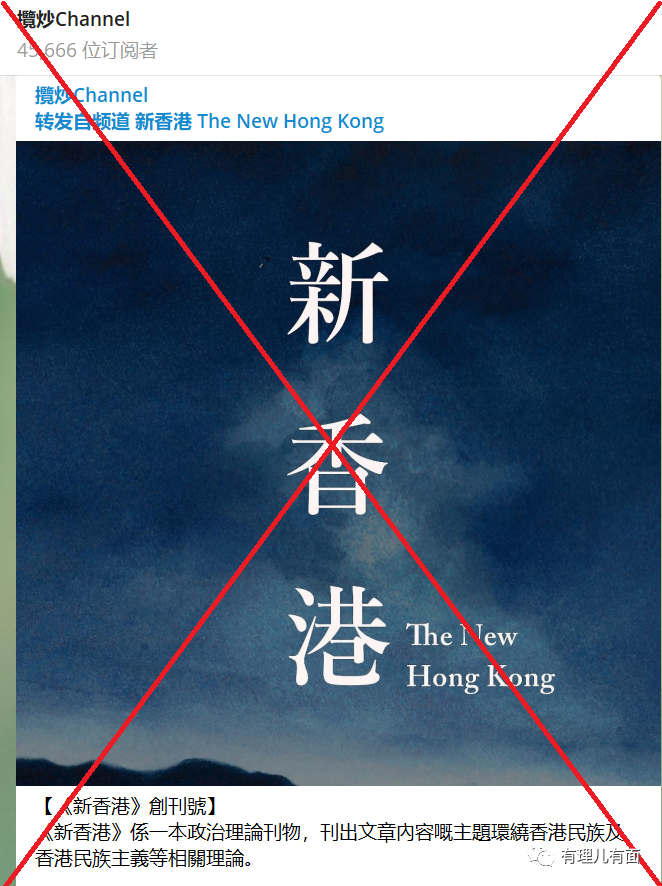 攬炒Channel
45,666 位订阅者
攬炒Channel
转发自频道 新香港 The New Hong Kong
新
香
港
The New
Hong Kong
【《新香港》創刊號】
《新香港》係一本政治理論刊物，刊出文章內容嘅主題環繞香港民族及
香港民族主義等相關理論。
有理儿有面